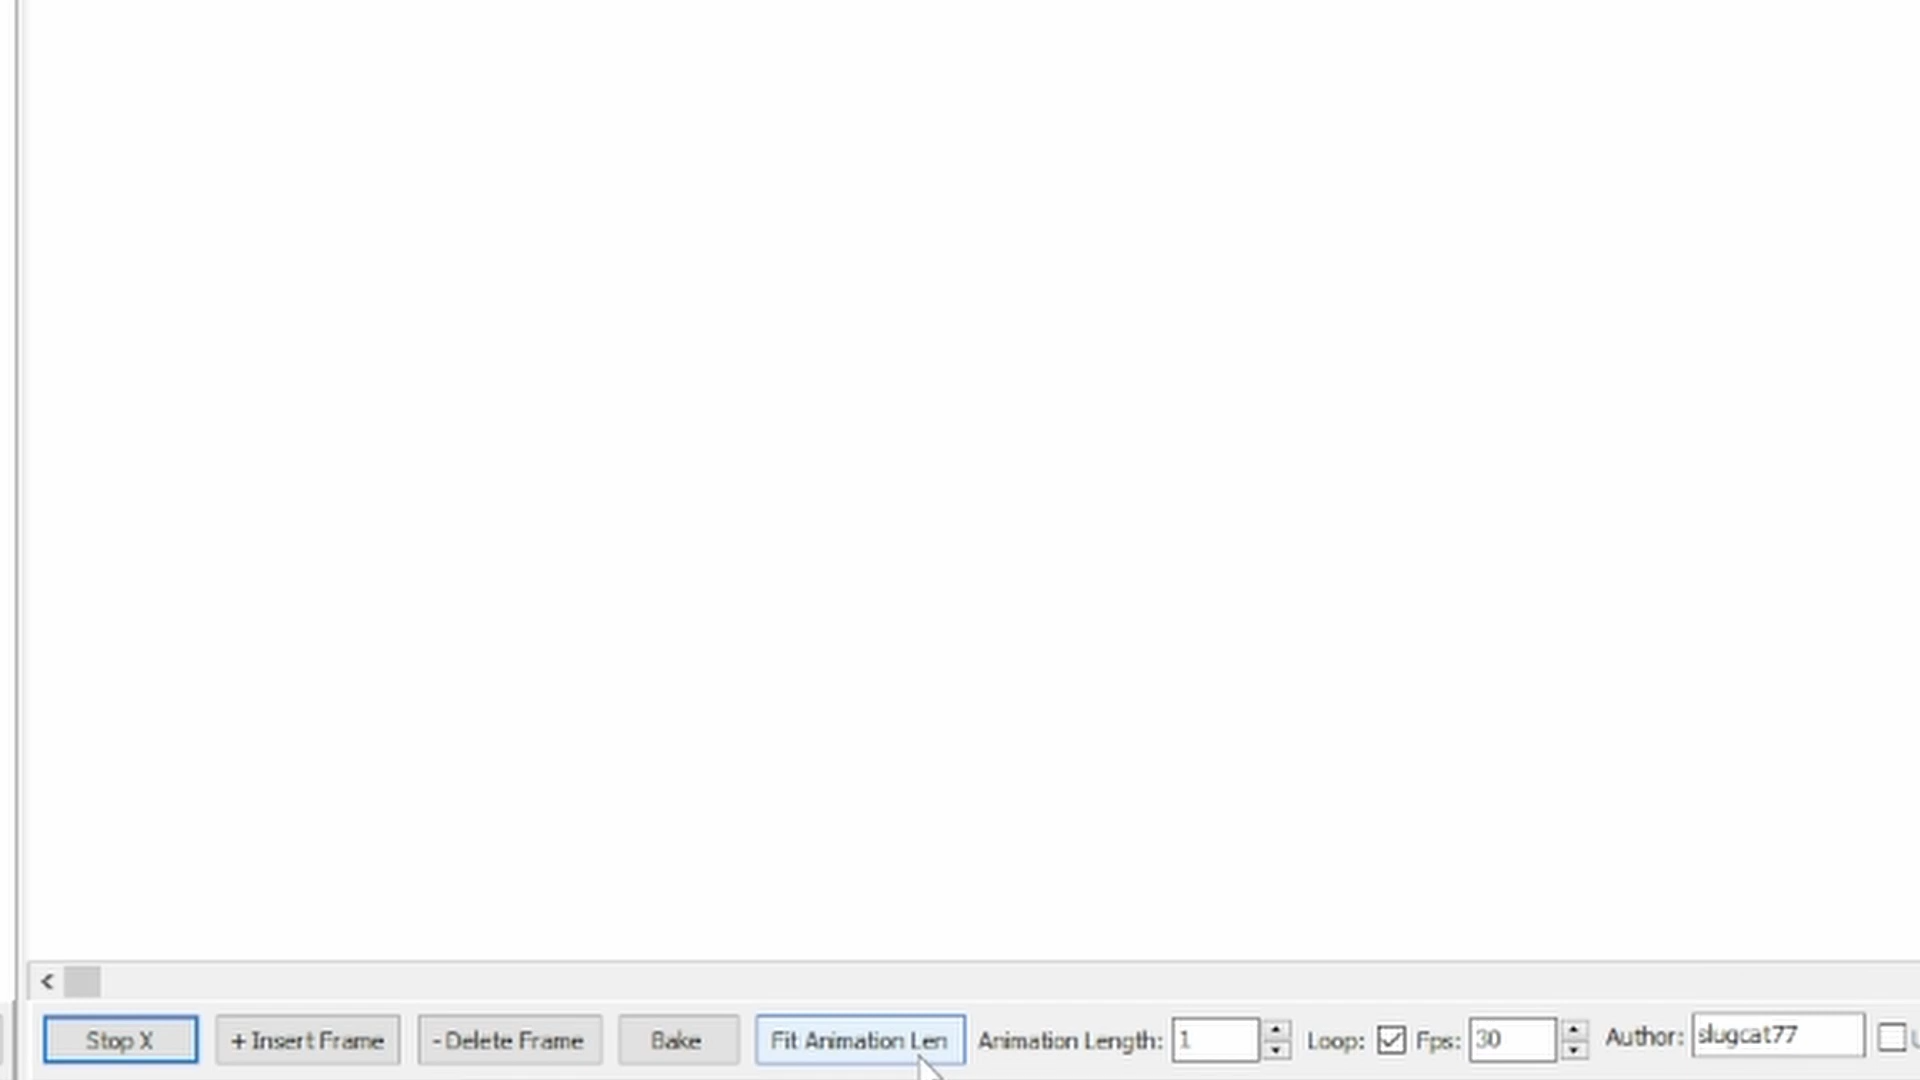 Stop X + Insert Frame - Delete Frame Bake Fit Animation Len Animation Length: 1 Loop: Fps: 30 Author: slugcat77